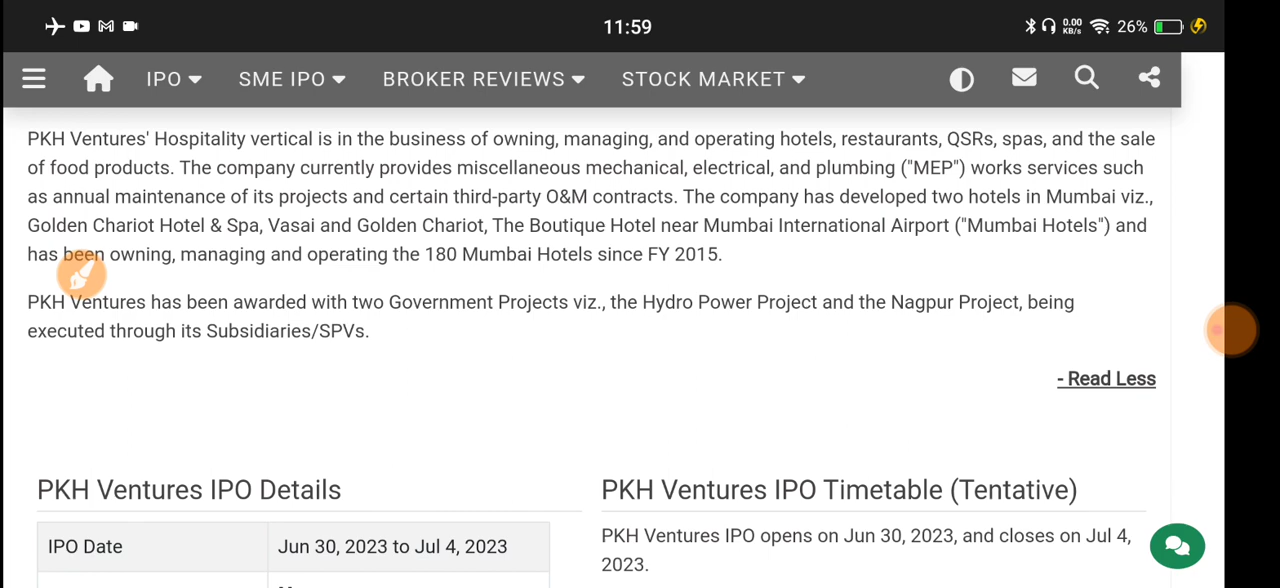 11:59
0.00
KB/s
26%
IPO
SME IPO
BROKER REVIEWS
STOCK MARKET
PKH Ventures' Hospitality vertical is in the business of owning, managing, and operating hotels, restaurants, QSRs, spas, and the sale
of food products. The company currently provides miscellaneous mechanical, electrical, and plumbing ("MEP") works services such
as annual maintenance of its projects and certain third-party O&M contracts. The company has developed two hotels in Mumbai viz.,
Golden Chariot Hotel & Spa, Vasai and Golden Chariot, The Boutique Hotel near Mumbai International Airport ("Mumbai Hotels") and
has been owning, managing and operating the 180 Mumbai Hotels since FY 2015.
PKH Ventures has been awarded with two Government Projects viz., the Hydro Power Project and the Nagpur Project, being
executed through its Subsidiaries/SPVs.
- Read Less
PKH Ventures IPO Details
IPO Date
Jun 30, 2023 to Jul 4, 2023
PKH Ventures IPO Timetable (Tentative)
PKH Ventures IPO opens on Jun 30, 2023, and closes on Jul 4,
2023.